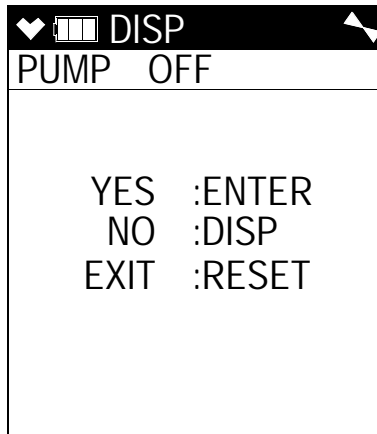 DISP
PUMP OFF
YES :ENTER
NO :DISP
EXIT :RESET